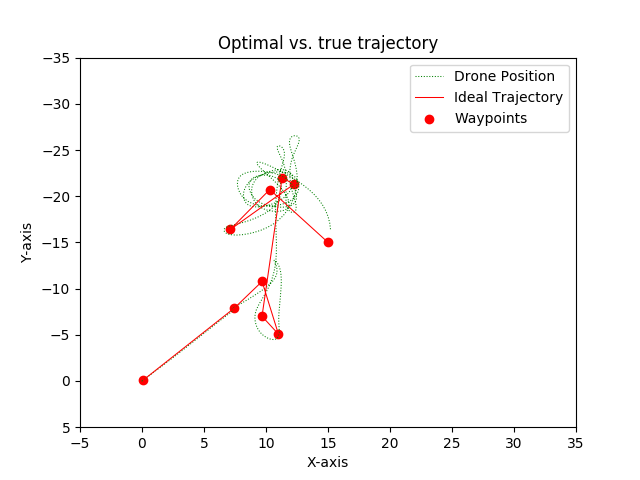 Optimal vs. true trajectory
Drone Position
Ideal Trajectory
Waypoints
Y-axis
−35
−30
−25
−20
−15
−10
−5
0
5
−5 0 5 10 15 20 25 30 35
X-axis